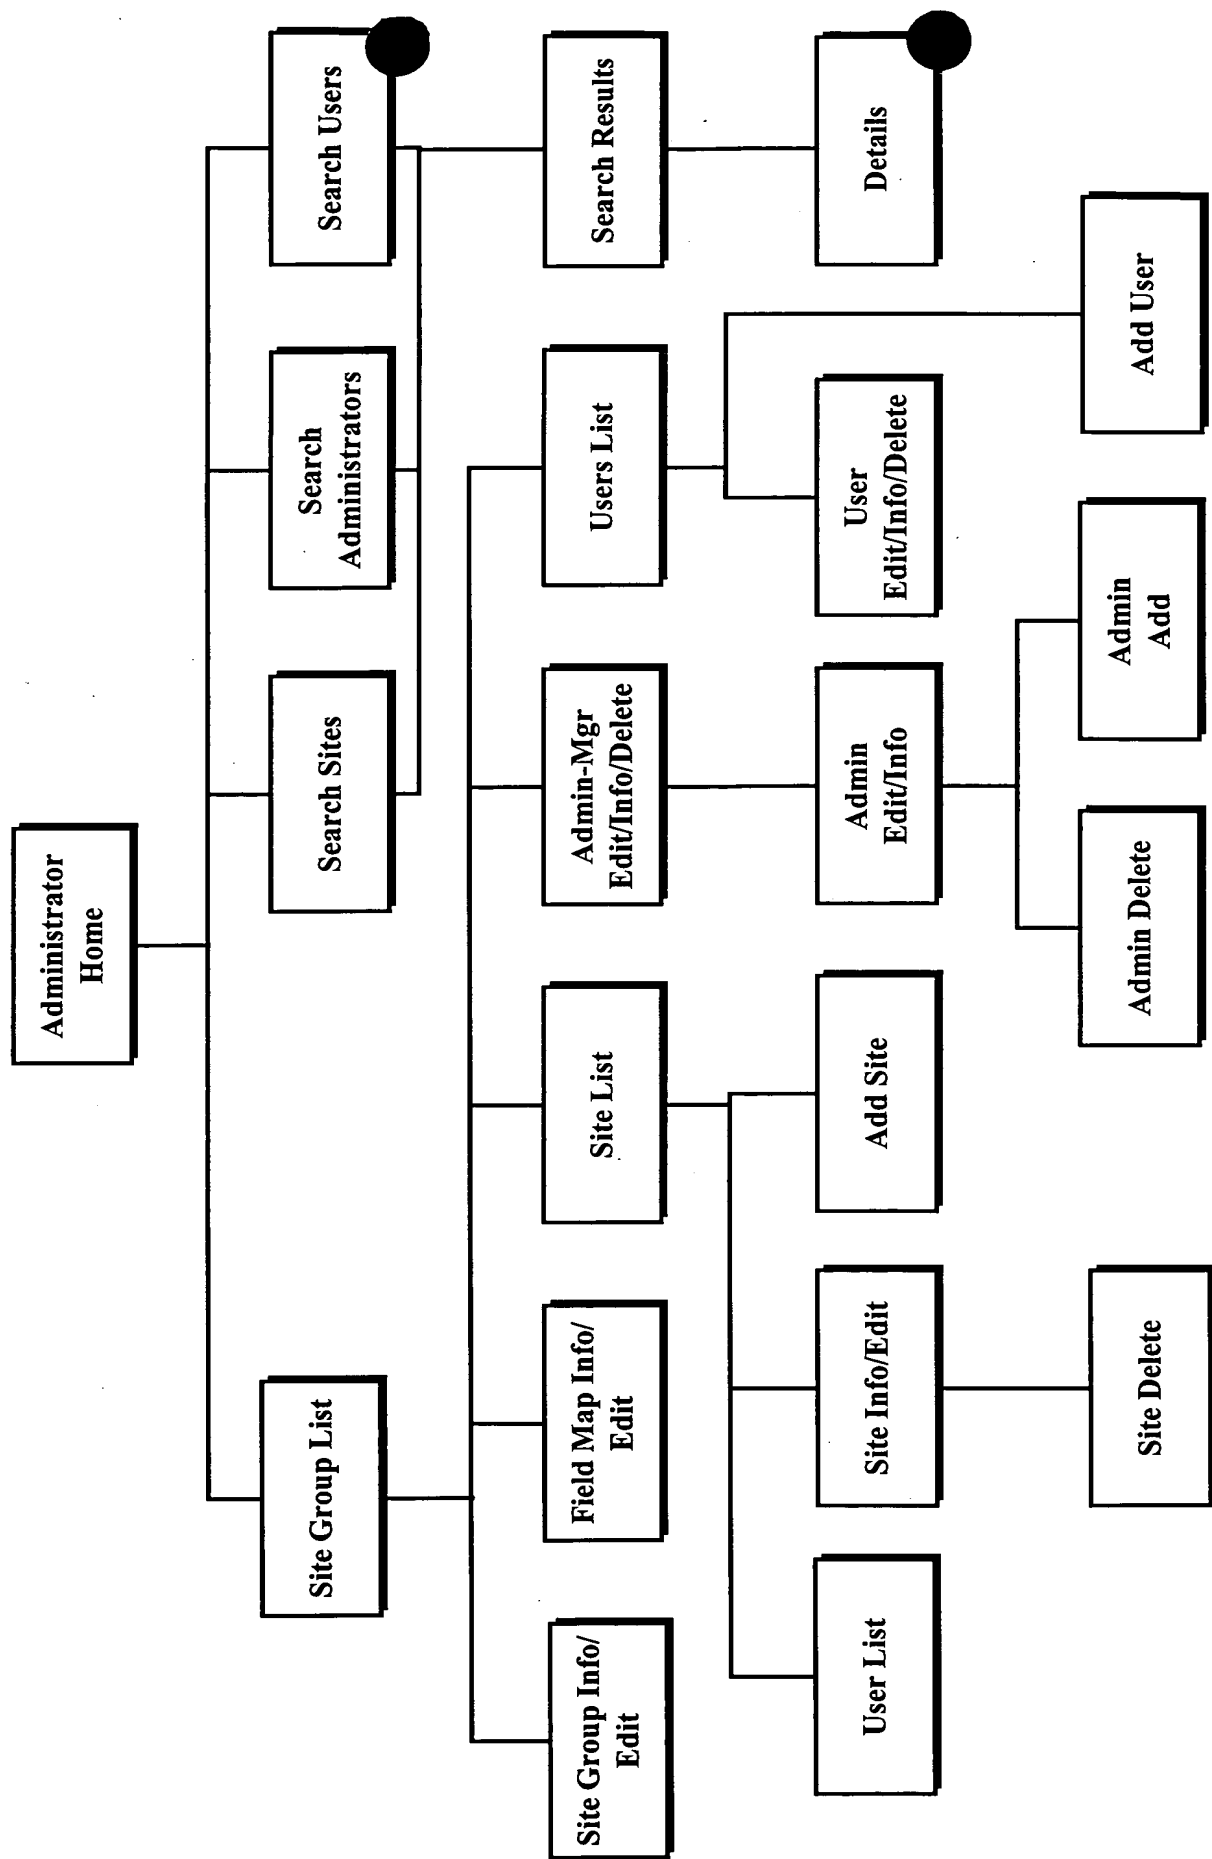 Administrator
Home
Site Group List
Search Sites
Search
Administrators
Search Users
Site Group Info/
Edit
Field Map Info/
Edit
Site List
Admin-Mgr
Edit/Info/Delete
Users List
Search Results
User List
Site Info/Edit
Add Site
Admin
Edit/Info
User
Edit/Info/Delete
Details
Site Delete
Admin Delete
Admin
Add
Add User